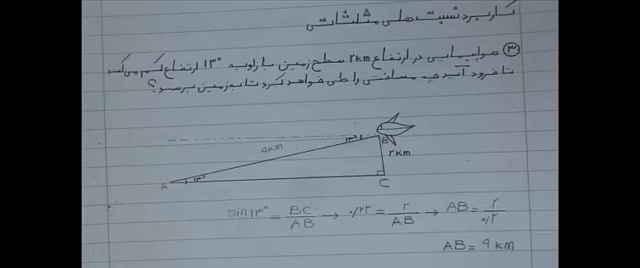 کاربرد نسبت های مثلثاتی
③ هواپیمایی در ارتفاع ۲km سطح زمین با زاویه ۱۳° ارتفاع کم می کند
تا فرود آید چه مسافتی را طی خواهد کرد تا به زمین برسد؟
۱۳° B
۹km
۲km
A ۱۳°
C
sin۱۳° = BC/AB → ۰/۲۲ = ۲/AB → AB = ۲/۰/۲
AB = ۹ km